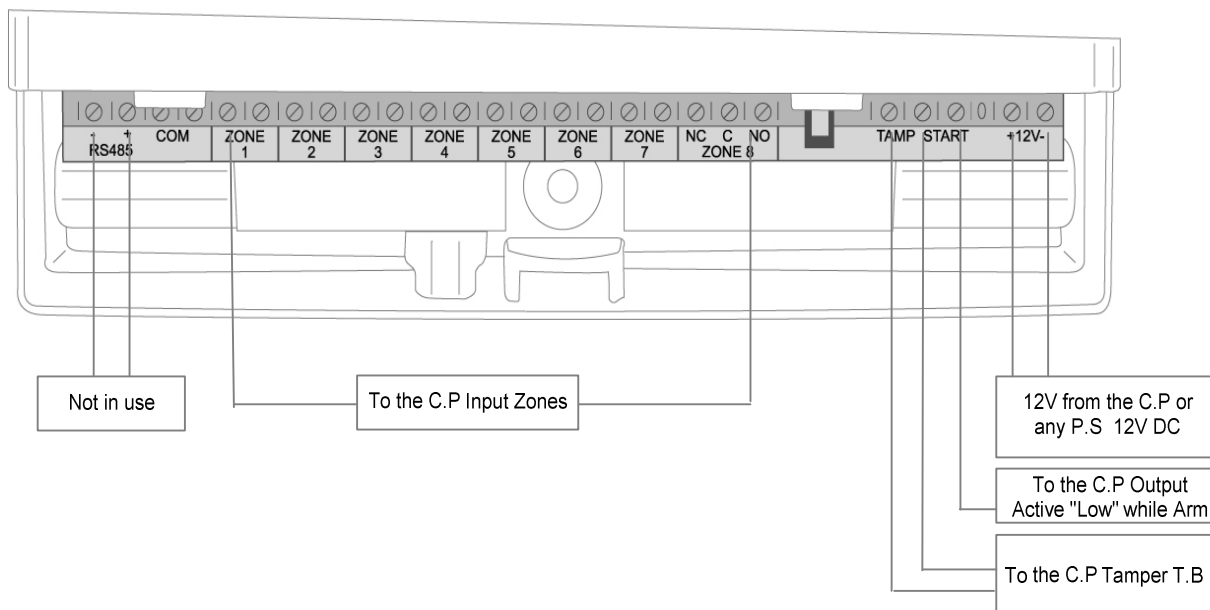 - + COM ZONE ZONE ZONE ZONE ZONE ZONE ZONE NC C NO TAMP START +12V-
RS485 1 2 3 4 5 6 7 ZONE 8
Not in use
To the C.P Input Zones
12V from the C.P or
any P.S 12V DC
To the C.P Output
Active "Low" while Arm
To the C.P Tamper T.B